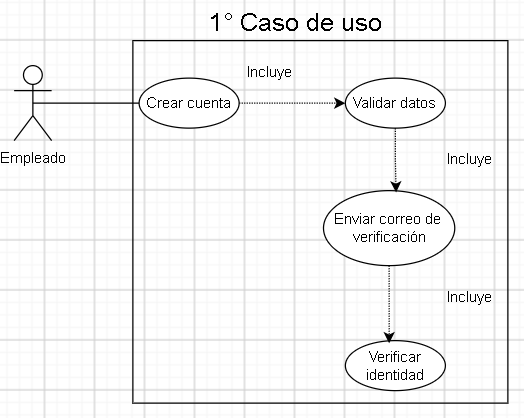 1° Caso de uso
Incluye
Crear cuenta
Validar datos
Empleado
Incluye
Enviar correo de
verificación
Incluye
Verificar
identidad